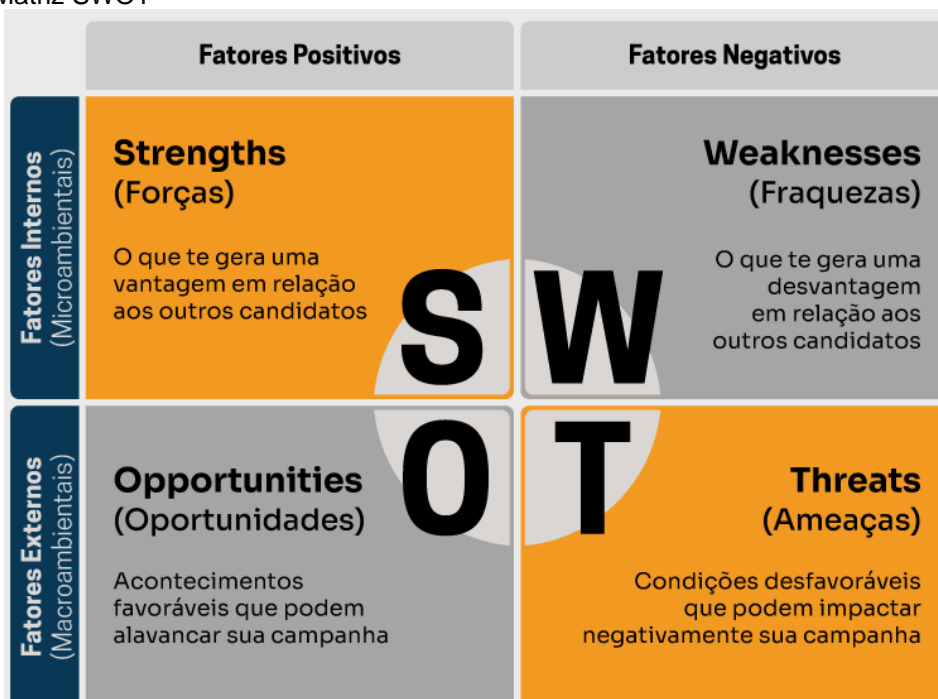 Matriz SWOT
Fatores Positivos
Fatores Negativos
Fatores Internos
(Microambientais)
Strengths
(Forças)
O que te gera uma
vantagem em relação
aos outros candidatos
S
Weaknesses
(Fraquezas)
O que te gera uma
desvantagem
em relação aos
outros candidatos
W
Fatores Externos
(Macroambientais)
Opportunities
(Oportunidades)
Acontecimentos
favoráveis que podem
alavancar sua campanha
O
Threats
(Ameaças)
Condições desfavoráveis
que podem impactar
negativamente sua campanha
T